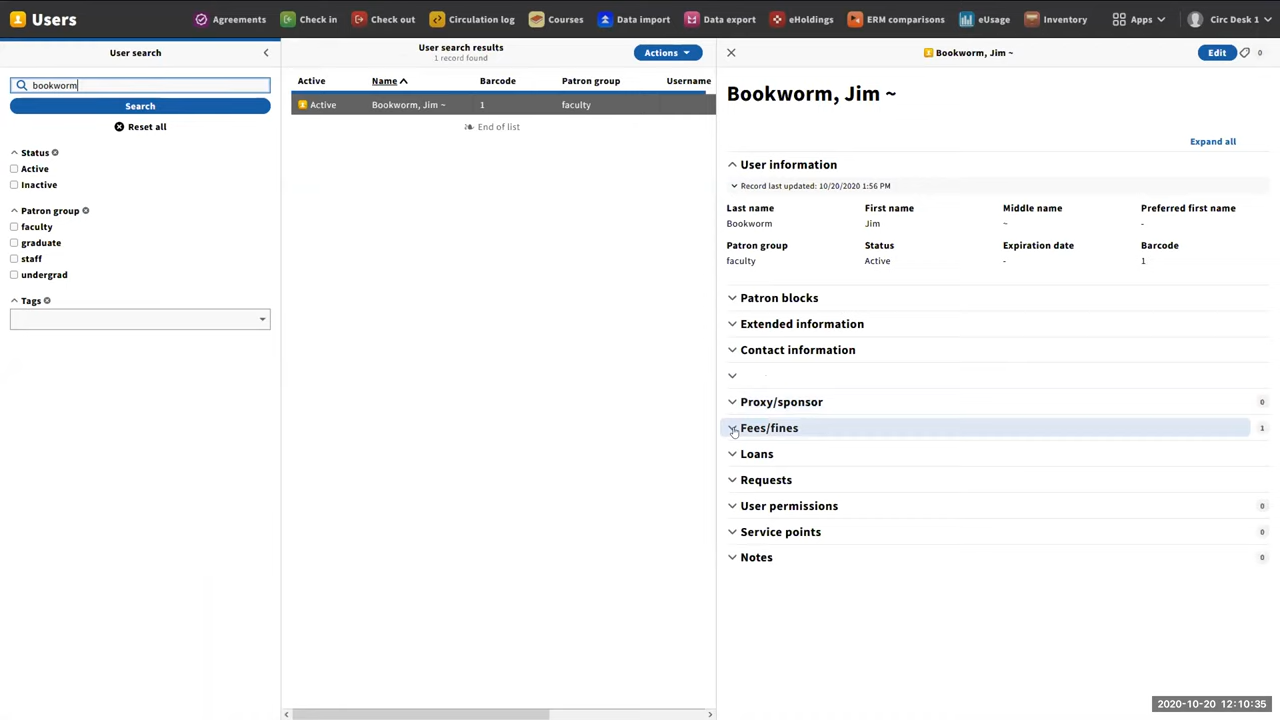 Users Agreements Check in Check out Circulation log Courses Data import Data export eHoldings ERM comparisons eUsage Inventory Apps Circ Desk 1
User search
bookworm
Search
Reset all
Status
Active
Inactive
Patron group
faculty
graduate
staff
undergrad
Tags
User search results
1 record found
Actions
Active Name Barcode Patron group Username
Active Bookworm, Jim ~ 1 faculty
End of list
Bookworm, Jim ~
Edit
0
Bookworm, Jim ~
Expand all
User information
Record last updated: 10/20/2020 1:56 PM
Last name First name Middle name Preferred first name
Bookworm Jim ~ -
Patron group Status Expiration date Barcode
faculty Active - 1
Patron blocks
Extended information
Contact information
Proxy/sponsor 0
Fees/fines 1
Loans
Requests
User permissions 0
Service points 0
Notes 0
2020-10-20 12:10:35